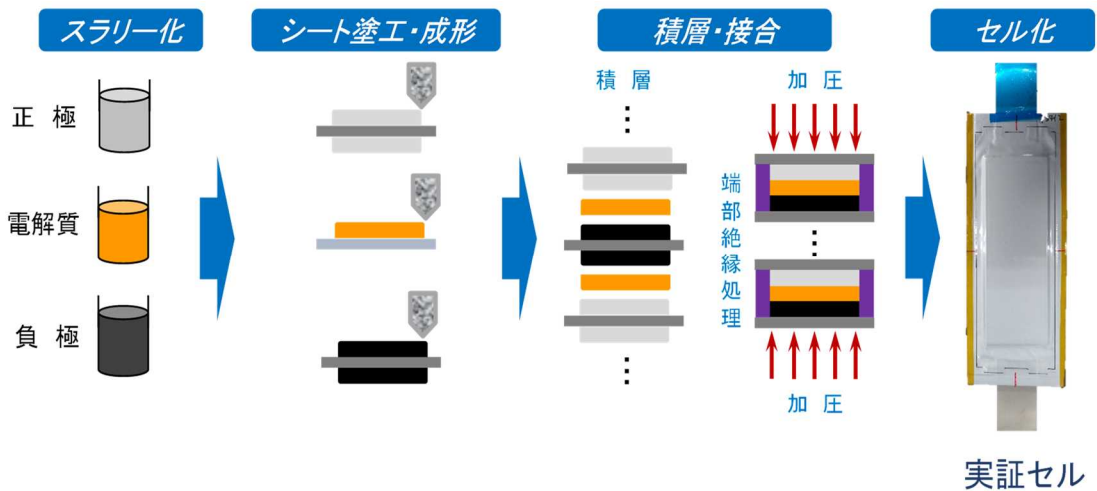 スラリー化
シート塗工・成形
積層・接合
セル化
正 極
電解質
負 極
積 層
加 圧
端部絶縁処理
加 圧
実証セル